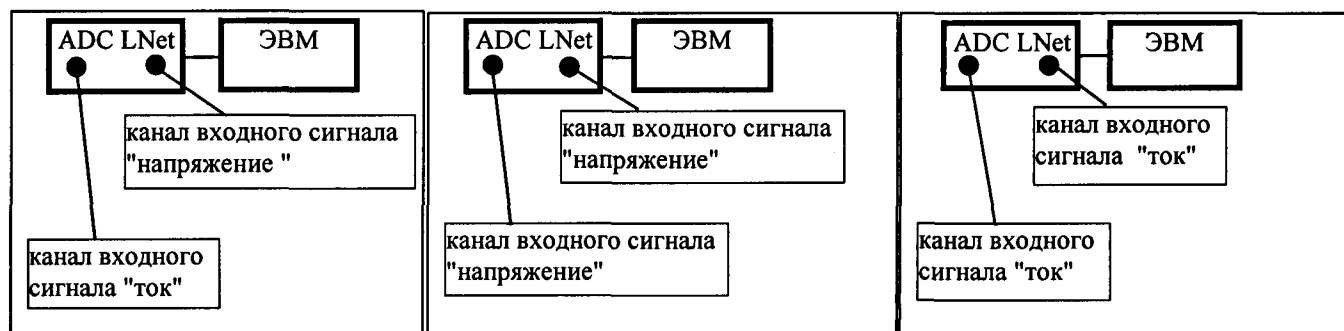 ADC LNet
ЭВМ
канал входного сигнала
"напряжение "
канал входного
сигнала "ток"
ADC LNet
ЭВМ
канал входного сигнала
"напряжение"
канал входного сигнала
"напряжение"
ADC LNet
ЭВМ
канал входного
сигнала "ток"
канал входного
сигнала "ток"